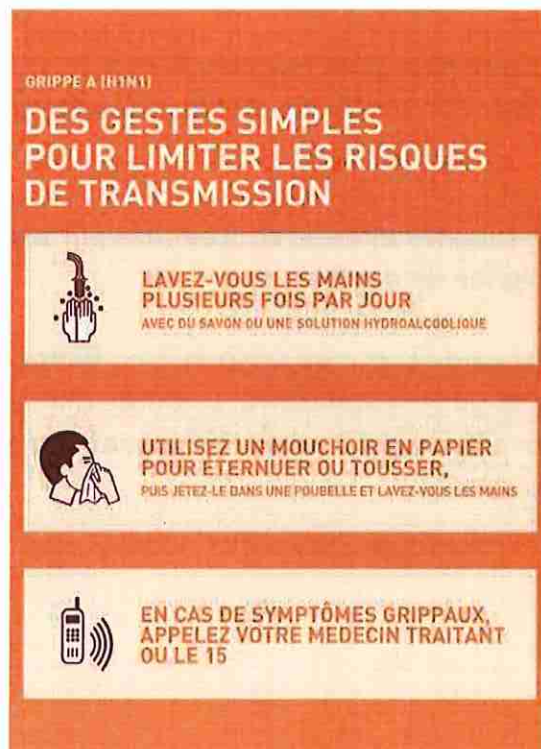 GRIPPE A (H1N1)
DES GESTES SIMPLES
POUR LIMITER LES RISQUES
DE TRANSMISSION
LAVEZ-VOUS LES MAINS
PLUSIEURS FOIS PAR JOUR
AVEC DU SAVON OU UNE SOLUTION HYDROALCOOLIQUE
UTILISEZ UN MOUCHOIR EN PAPIER
POUR ETERNUER OU TOUSSER,
PUIS JETEZ-LE DANS UNE POUBELLE ET LAVEZ-VOUS LES MAINS
EN CAS DE SYMPTÔMES GRIPPAUX,
APPELEZ VOTRE MEDECIN TRAITANT
OU LE 15